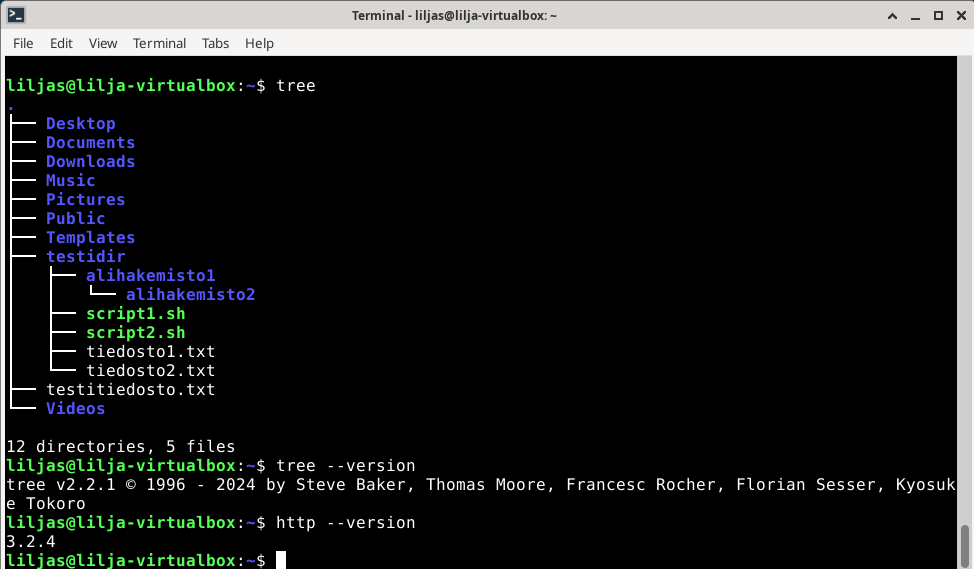 Terminal - liljas@lilja-virtualbox: ~
File Edit View Terminal Tabs Help
liljas@lilja-virtualbox:~$ tree
.
├── Desktop
├── Documents
├── Downloads
├── Music
├── Pictures
├── Public
├── Templates
├── testidir
│   ├── alihakemisto1
│   │   └── alihakemisto2
│   ├── script1.sh
│   ├── script2.sh
│   ├── tiedosto1.txt
│   └── tiedosto2.txt
├── testitiedosto.txt
└── Videos
12 directories, 5 files
liljas@lilja-virtualbox:~$ tree --version
tree v2.2.1 © 1996 - 2024 by Steve Baker, Thomas Moore, Francesc Rocher, Florian Sesser, Kyosuk
e Tokoro
liljas@lilja-virtualbox:~$ http --version
3.2.4
liljas@lilja-virtualbox:~$